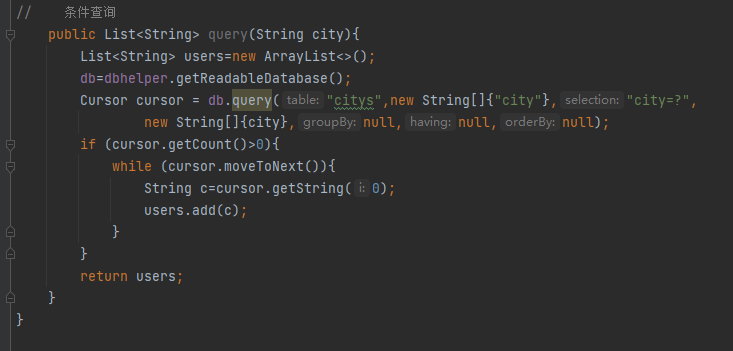 //    条件查询
    public List<String> query(String city){
        List<String> users=new ArrayList<>();
        db=dbhelper.getReadableDatabase();
        Cursor cursor = db.query( table: "citys",new String[]{"city"}, selection: "city=?",
                new String[]{city}, groupBy: null, having: null, orderBy: null);
        if (cursor.getCount()>0){
            while (cursor.moveToNext()){
                String c=cursor.getString( i: 0);
                users.add(c);
            }
        }
        return users;
    }
}